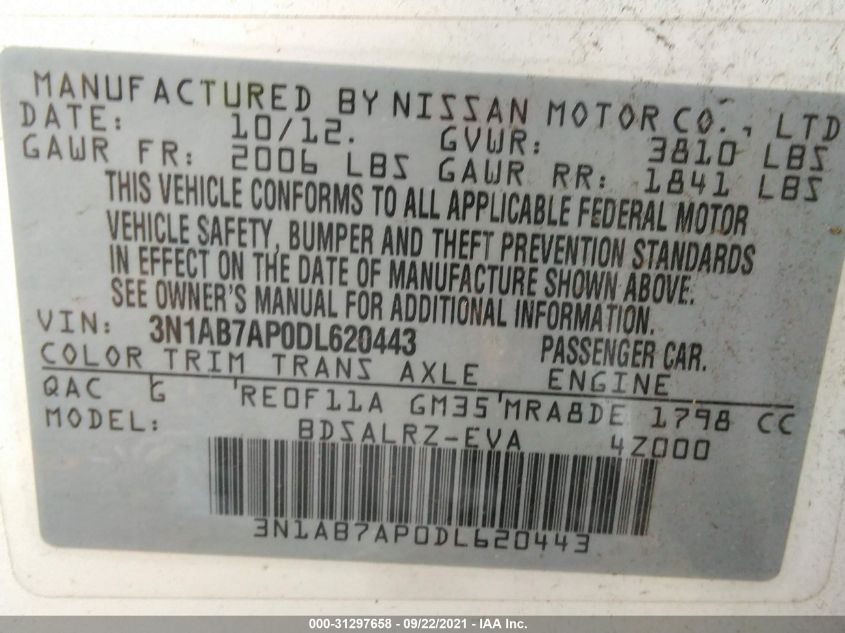 MANUFACTURED BY NISSAN MOTOR CO., LTD
DATE: 10/12. GVWR: 3810 LBS
GAWR FR: 2006 LBS GAWR RR: 1841 LBS
THIS VEHICLE CONFORMS TO ALL APPLICABLE FEDERAL MOTOR
VEHICLE SAFETY, BUMPER AND THEFT PREVENTION STANDARDS
IN EFFECT ON THE DATE OF MANUFACTURE SHOWN ABOVE.
SEE OWNER'S MANUAL FOR ADDITIONAL INFORMATION.
VIN: 3N1AB7AP0DL620443 PASSENGER CAR.
COLOR TRIM TRANS AXLE ENGINE
QAC G RE0F11A GM35 MRA8DE 1798 CC
MODEL: BDSALRZ-EVA 4Z000
3N1AB7AP0DL620443
000-31297658 - 09/22/2021 - IAA Inc.